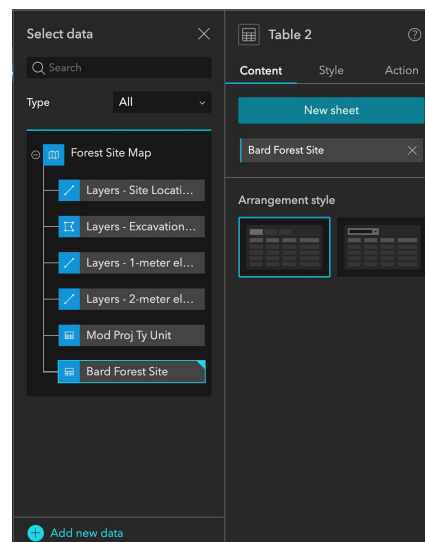 Select data
Search
Type All
Forest Site Map
Layers - Site Locati...
Layers - Excavation...
Layers - 1-meter el...
Layers - 2-meter el...
Mod Proj Ty Unit
Bard Forest Site
Add new data
Table 2
Content Style Action
New sheet
Bard Forest Site
Arrangement style